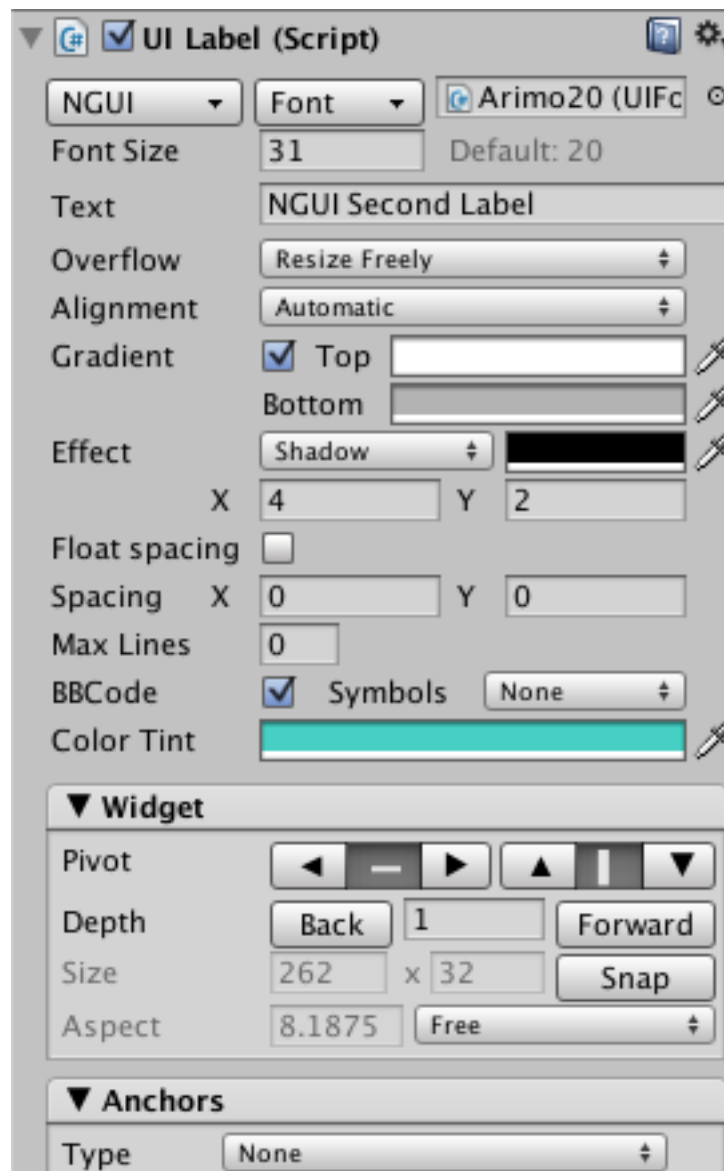 UI Label (Script)
NGUI Font Arimo20 (UIFc
Font Size 31 Default: 20
Text NGUI Second Label
Overflow Resize Freely
Alignment Automatic
Gradient Top
Bottom
Effect Shadow
X 4 Y 2
Float spacing
Spacing X 0 Y 0
Max Lines 0
BBCode Symbols None
Color Tint
Widget
Pivot
Depth Back 1 Forward
Size 262 x 32 Snap
Aspect 8.1875 Free
Anchors
Type None